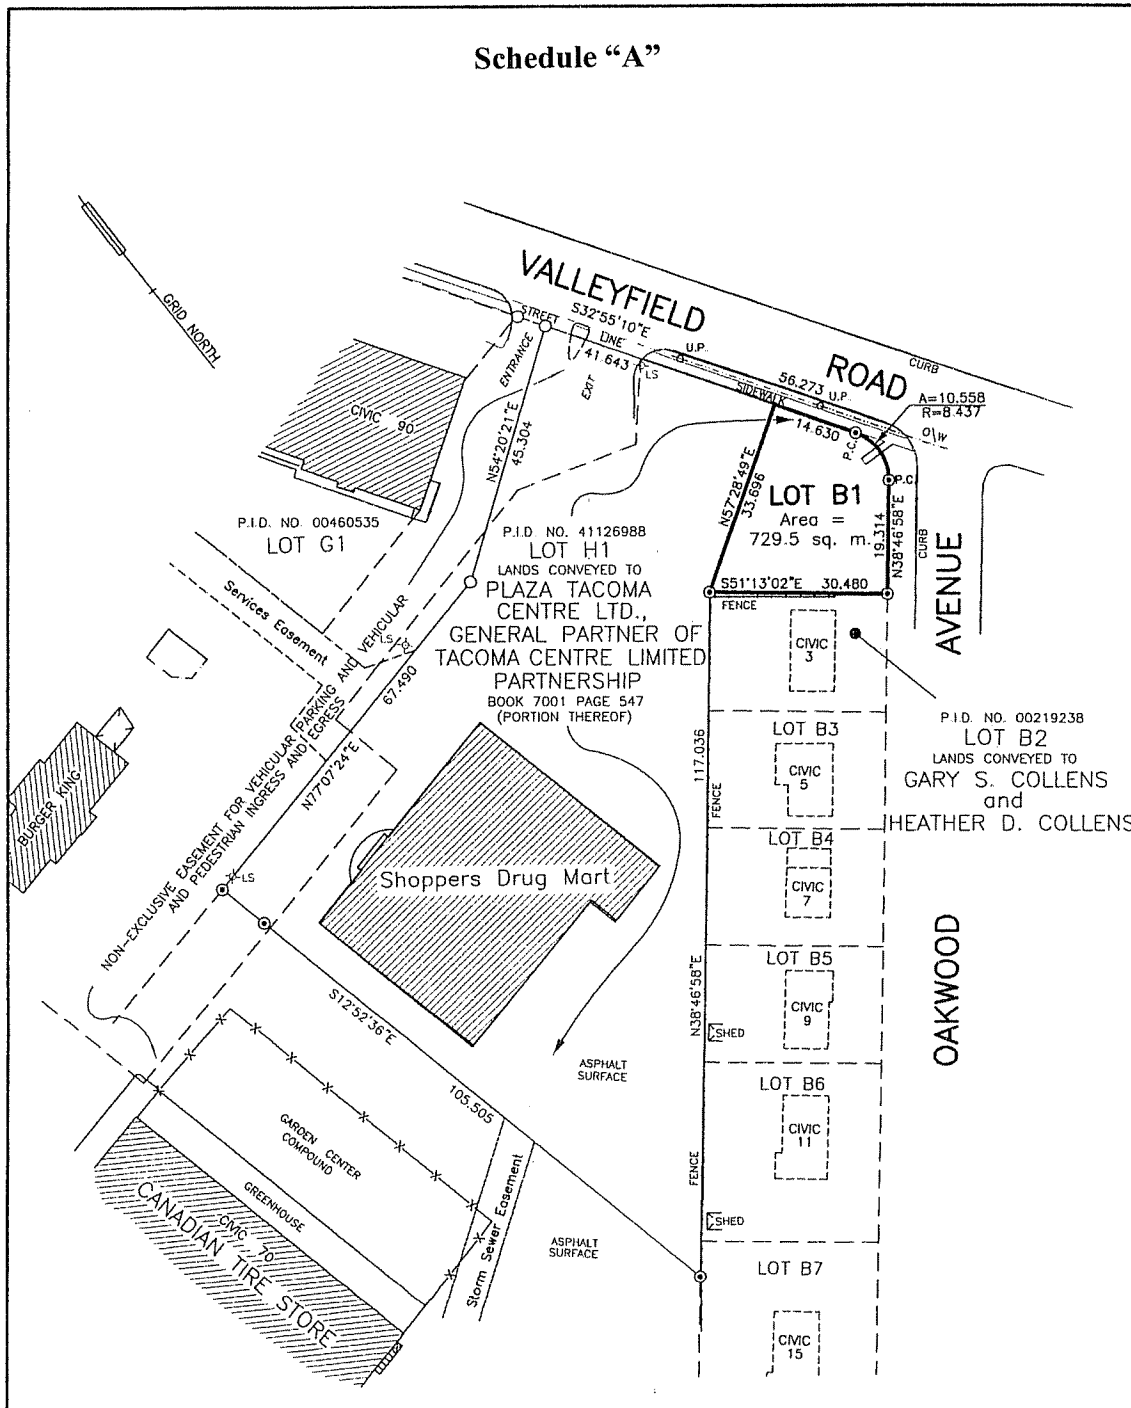 Schedule “A”
GRID NORTH
VALLEYFIELD
ROAD
CURB
STREET
LINE
S32°55'10"E
41.643
U.P.
LS
ENTRANCE
EXIT
SIDEWALK
56.273
U.P.
A=10.558
R=8.437
O\W
14.630
P.C.
P.C.
CIVIC 90
N54°20'21"E
45.304
N57°28'49"E
33.696
LOT B1
Area =
729.5 sq. m.
19.314
N38°46'58"E
CURB
AVENUE
P.I.D. NO. 00460535
LOT G1
P.I.D. NO. 41126988
LOT H1
LANDS CONVEYED TO
PLAZA TACOMA
CENTRE LTD.,
GENERAL PARTNER OF
TACOMA CENTRE LIMITED
PARTNERSHIP
BOOK 7001 PAGE 547
(PORTION THEREOF)
S51°13'02"E 30.480
FENCE
Services Easement
LS
67.490
N77°07'24"E
NON-EXCLUSIVE EASEMENT FOR VEHICULAR PARKING AND VEHICULAR
AND PEDESTRIAN INGRESS AND EGRESS
CIVIC
3
P.I.D. NO. 00219238
LOT B2
LANDS CONVEYED TO
GARY S. COLLENS
and
HEATHER D. COLLENS
LOT B3
CIVIC
5
117.036
FENCE
LOT B4
CIVIC
7
BURGER KING
LS
Shoppers Drug Mart
LOT B5
CIVIC
9
N38°46'58"E
SHED
OAKWOOD
S12°52'36"E
105.505
ASPHALT
SURFACE
LOT B6
CIVIC
11
FENCE
SHED
GARDEN CENTER
COMPOUND
GREENHOUSE
CIVIC 70
CANADIAN TIRE STORE
Storm Sewer Easement
ASPHALT
SURFACE
LOT B7
CIVIC
15